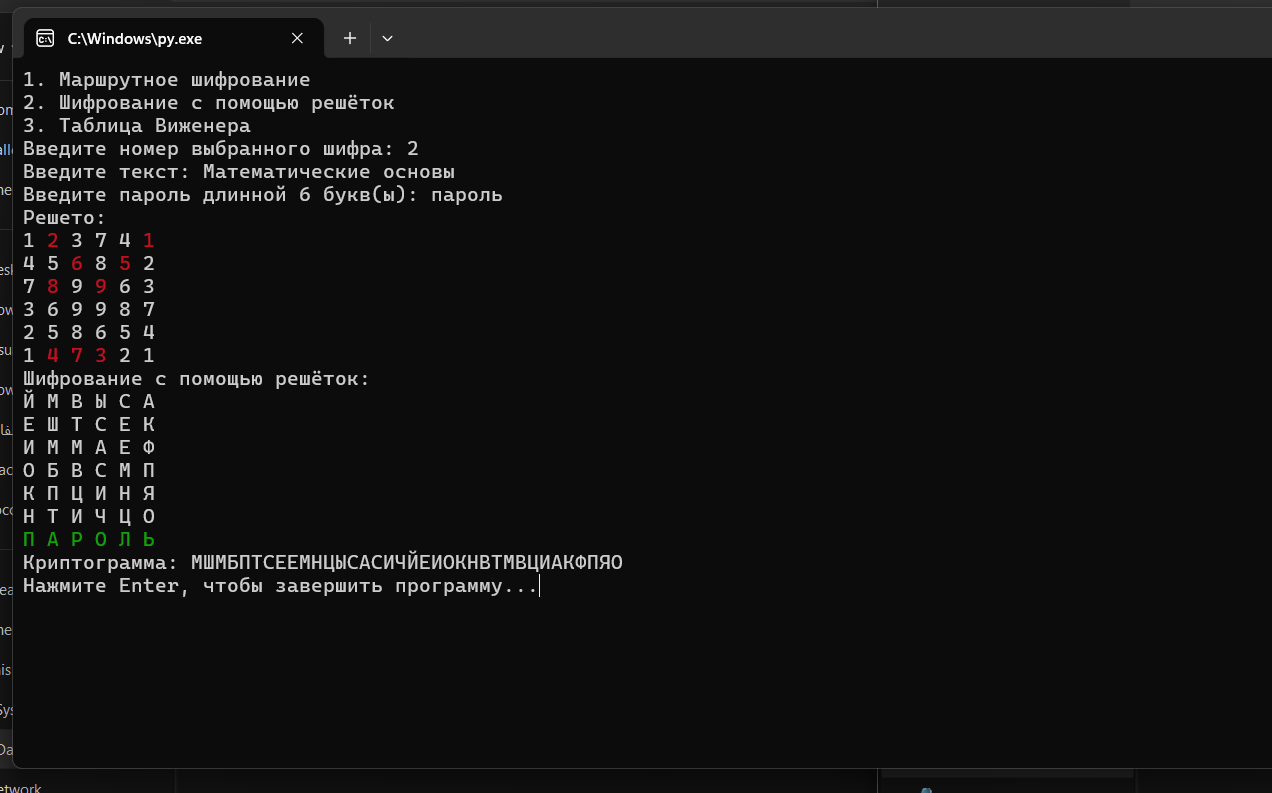 C:\Windows\py.exe
1. Маршрутное шифрование
2. Шифрование с помощью решёток
3. Таблица Виженера
Введите номер выбранного шифра: 2
Введите текст: Математические основы
Введите пароль длинной 6 букв(ы): пароль
Решето:
1 2 3 7 4 1
4 5 6 8 5 2
7 8 9 9 6 3
3 6 9 9 8 7
2 5 8 6 5 4
1 4 7 3 2 1
Шифрование с помощью решёток:
Й М В Ы С А
Е Ш Т С Е К
И М М А Е Ф
О Б В С М П
К П Ц И Н Я
Н Т И Ч Ц О
П А Р О Л Ь
Криптограмма: МШМБПТСЕЕМНЦЫСАСИЧЙЕИОКНВТМВЦИАКФПЯО
Нажмите Enter, чтобы завершить программу...
etwork